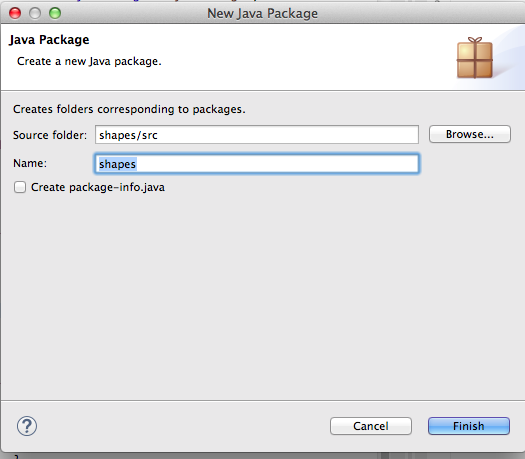 New Java Package
Java Package
Create a new Java package.
Creates folders corresponding to packages.
Source folder: shapes/src Browse...
Name: shapes
Create package-info.java
? Cancel Finish